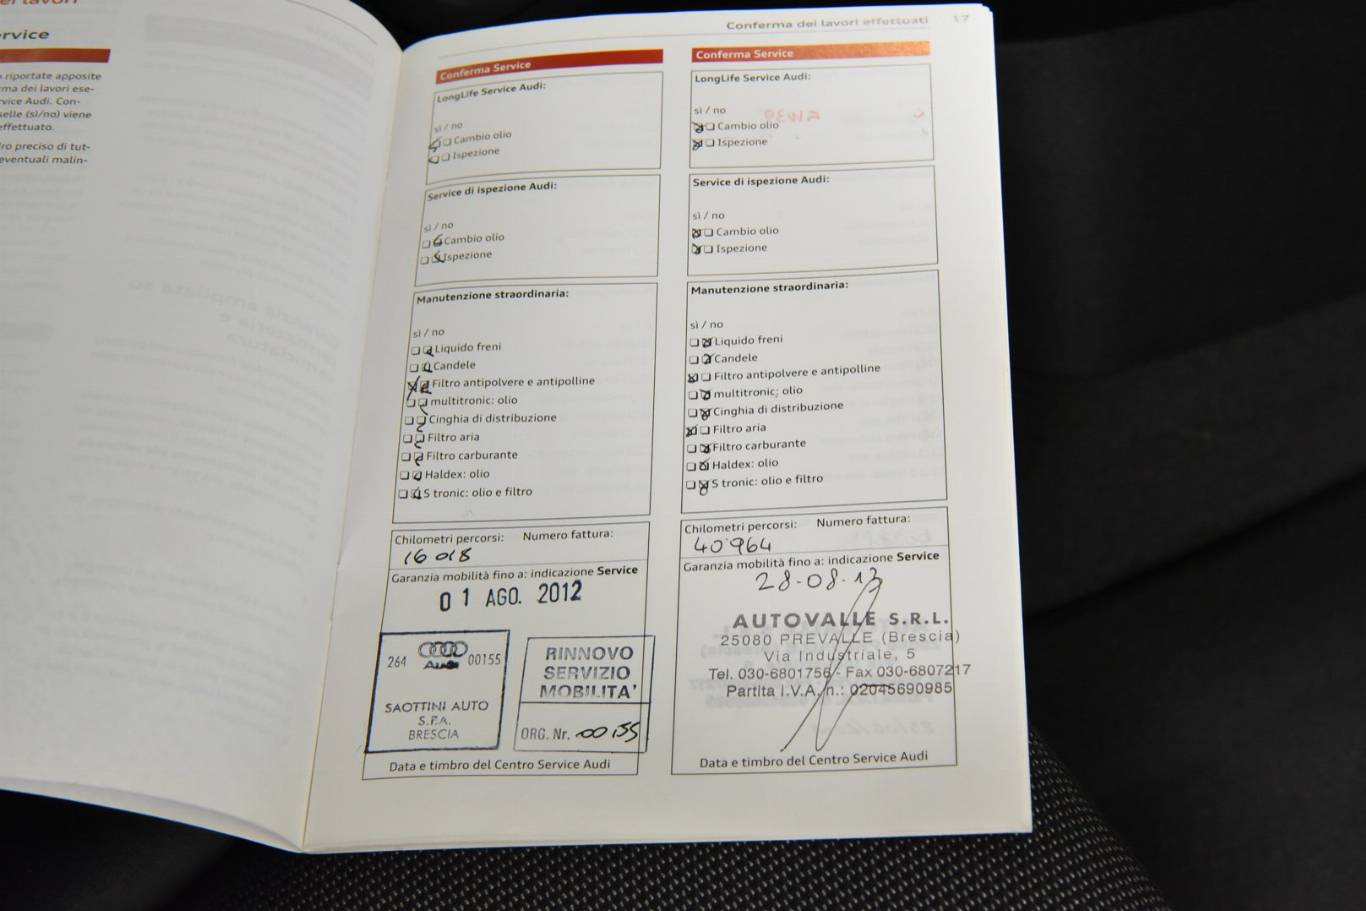 ei lavori
rvice
riportate apposite
rma dei lavori ese-
vice Audi. Con-
selle (sì/no) viene
effettuato.
ro preciso di tut-
eventuali malin-
Conferma dei lavori effettuati 17
Conferma Service
LongLife Service Audi:
sì / no
Cambio olio
Ispezione
Service di ispezione Audi:
sì / no
Cambio olio
Ispezione
Manutenzione straordinaria:
sì / no
Liquido freni
Candele
Filtro antipolvere e antipolline
multitronic: olio
Cinghia di distribuzione
Filtro aria
Filtro carburante
Haldex: olio
S tronic: olio e filtro
Chilometri percorsi: Numero fattura:
16 018
Garanzia mobilità fino a: indicazione Service
01 AGO. 2012
264 Audi 00155
SAOTTINI AUTO
S.P.A.
BRESCIA
RINNOVO
SERVIZIO
MOBILITA'
ORG. Nr. 00155
Data e timbro del Centro Service Audi
Conferma Service
LongLife Service Audi:
sì / no
Cambio olio
Ispezione
Service di ispezione Audi:
sì / no
Cambio olio
Ispezione
Manutenzione straordinaria:
sì / no
Liquido freni
Candele
Filtro antipolvere e antipolline
multitronic: olio
Cinghia di distribuzione
Filtro aria
Filtro carburante
Haldex: olio
S tronic: olio e filtro
Chilometri percorsi: Numero fattura:
40964
Garanzia mobilità fino a: indicazione Service
28-08-13
AUTOVALLE S.R.L.
25080 PREVALLE (Brescia)
Via Industriale, 5
Tel. 030-6801756 - Fax 030-6807217
Partita I.V.A. n.: 02045690985
Data e timbro del Centro Service Audi